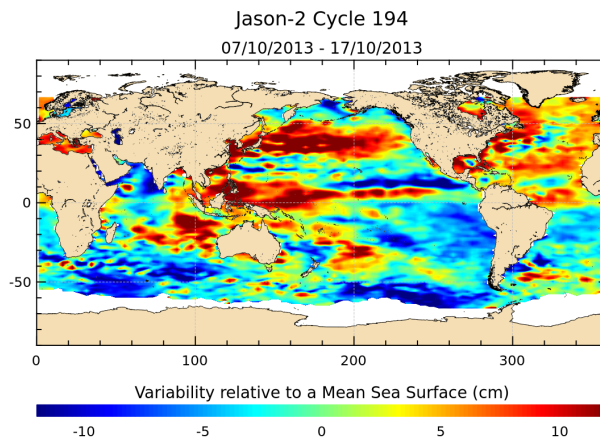 Jason-2 Cycle 194
07/10/2013 - 17/10/2013
50
0
-50
0 100 200 300
Variability relative to a Mean Sea Surface (cm)
-10 -5 0 5 10